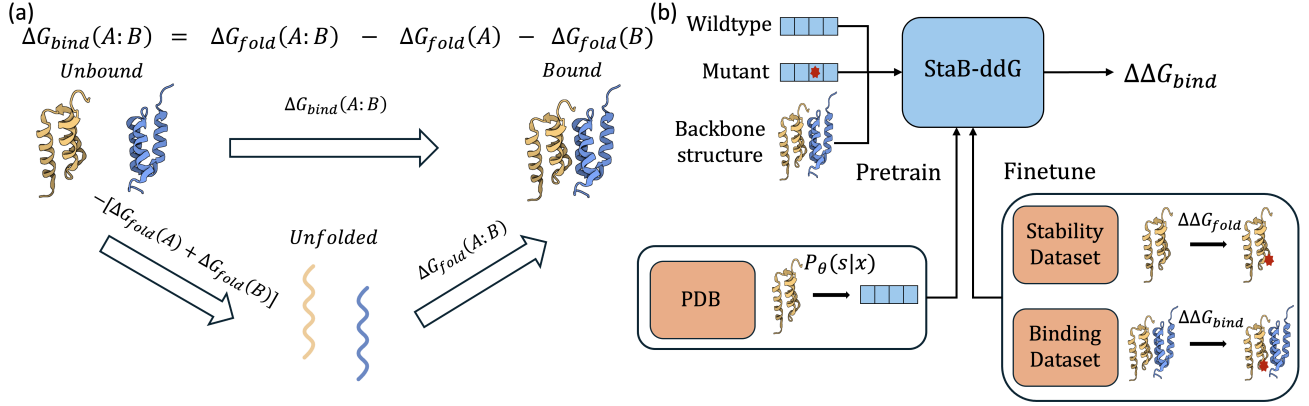 (a)
ΔG_bind(A:B) = ΔG_fold(A:B) − ΔG_fold(A) − ΔG_fold(B)
Unbound
Bound
ΔG_bind(A:B)
−[ΔG_fold(A) + ΔG_fold(B)]
Unfolded
ΔG_fold(A:B)
(b)
Wildtype
Mutant
Backbone
structure
StaB-ddG
ΔΔG_bind
Pretrain
Finetune
PDB
P_θ(s|x)
Stability
Dataset
ΔΔG_fold
Binding
Dataset
ΔΔG_bind